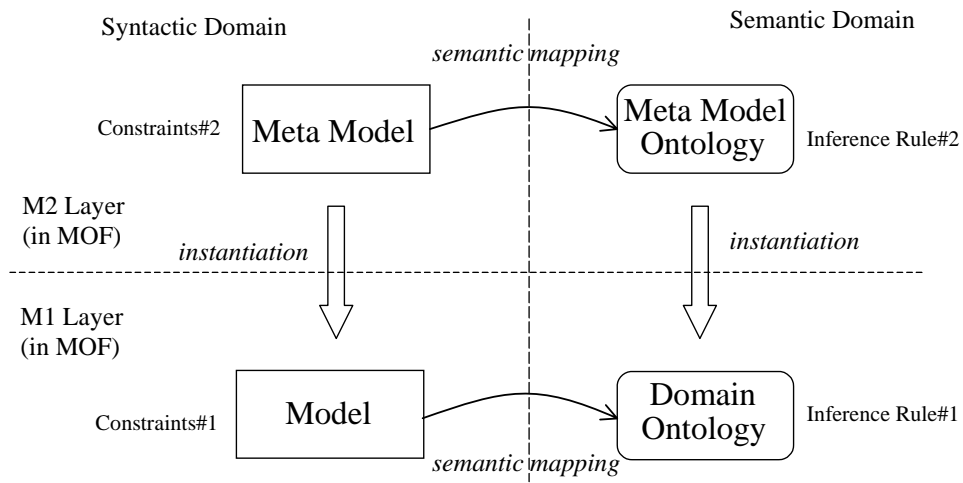 Syntactic Domain
Semantic Domain
semantic mapping
Constraints#2
Meta Model
Meta Model
Ontology
Inference Rule#2
M2 Layer
(in MOF)
instantiation
instantiation
M1 Layer
(in MOF)
Constraints#1
Model
Domain
Ontology
Inference Rule#1
semantic mapping